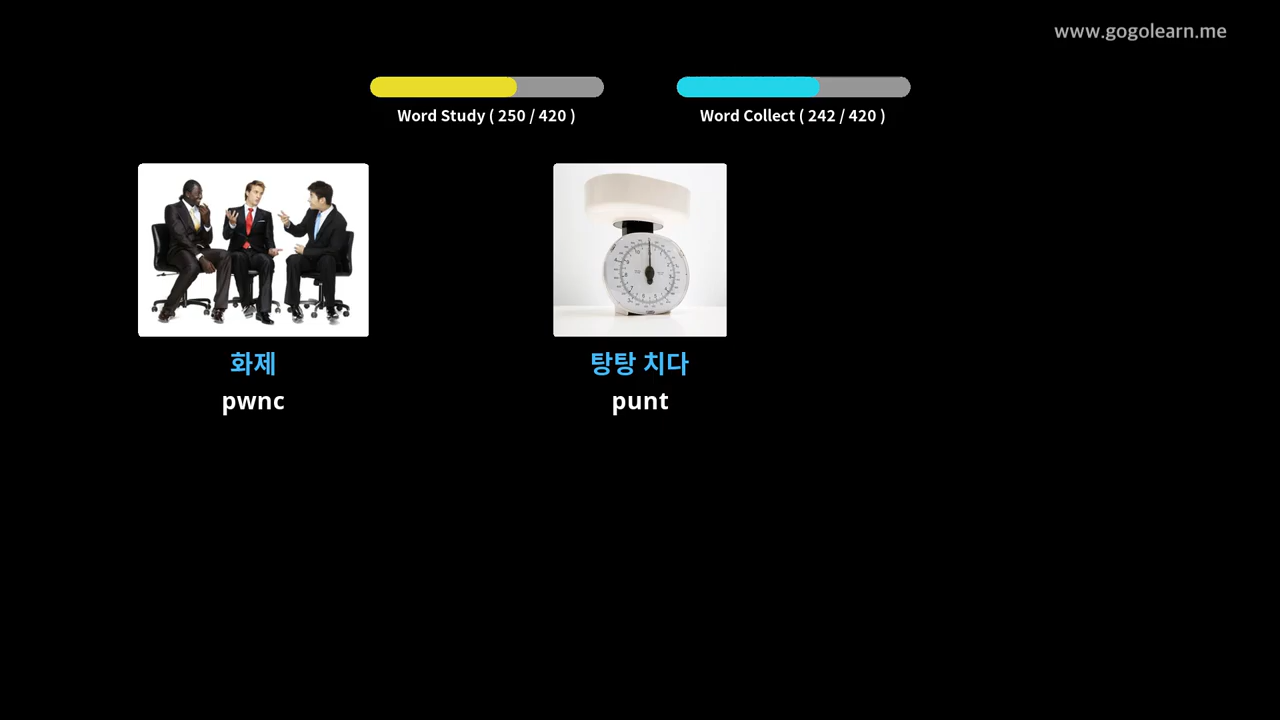 www.gogolearn.me
Word Study ( 250 / 420 )
Word Collect ( 242 / 420 )
화제
pwnc
탕탕 치다
punt